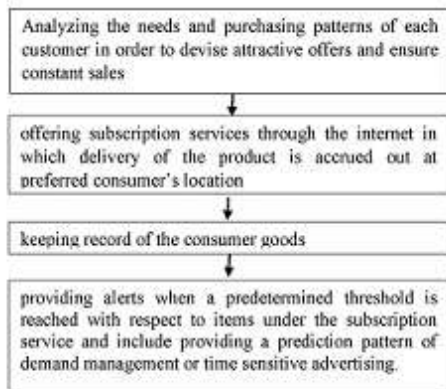 Analyzing the needs and purchasing patterns of each
customer in order to devise attractive offers and ensure
constant sales
offering subscription services through the internet in
which delivery of the product is accrued out at
preferred consumer's location
keeping record of the consumer goods
providing alerts when a predetermined threshold is
reached with respect to items under the subscription
service and include providing a prediction pattern of
demand management or time sensitive advertising.